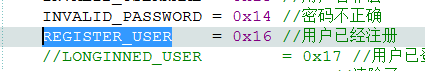 INVALID_PASSWORD = 0x14 //密码不正确
REGISTER_USER = 0x16 //用户已经注册
//LONGINNED_USER = 0x17 //用户已